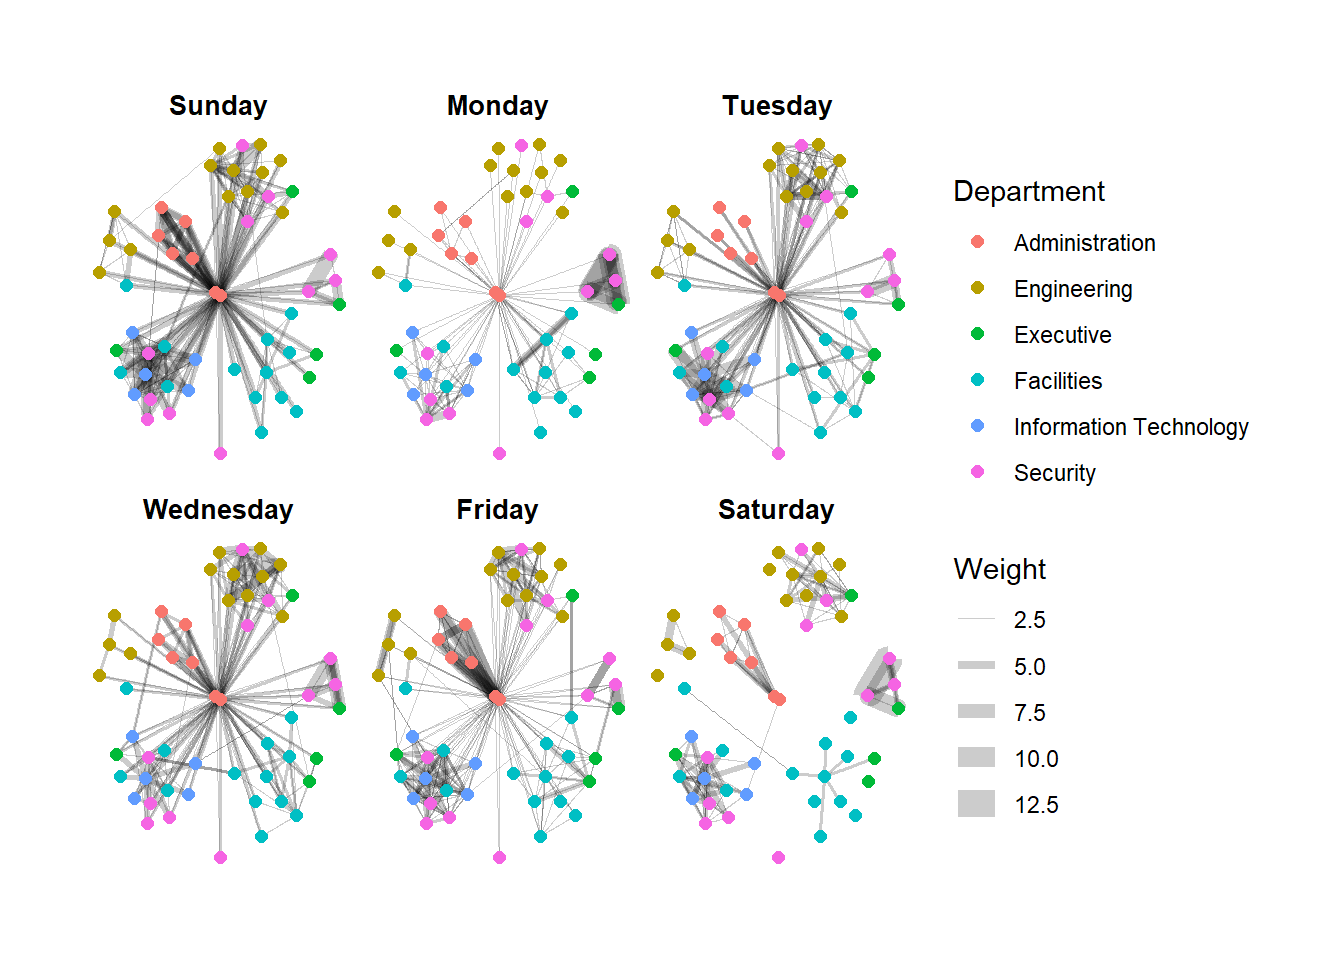 Sunday
Monday
Tuesday
Wednesday
Friday
Saturday
Department
Administration
Engineering
Executive
Facilities
Information Technology
Security
Weight
2.5
5.0
7.5
10.0
12.5